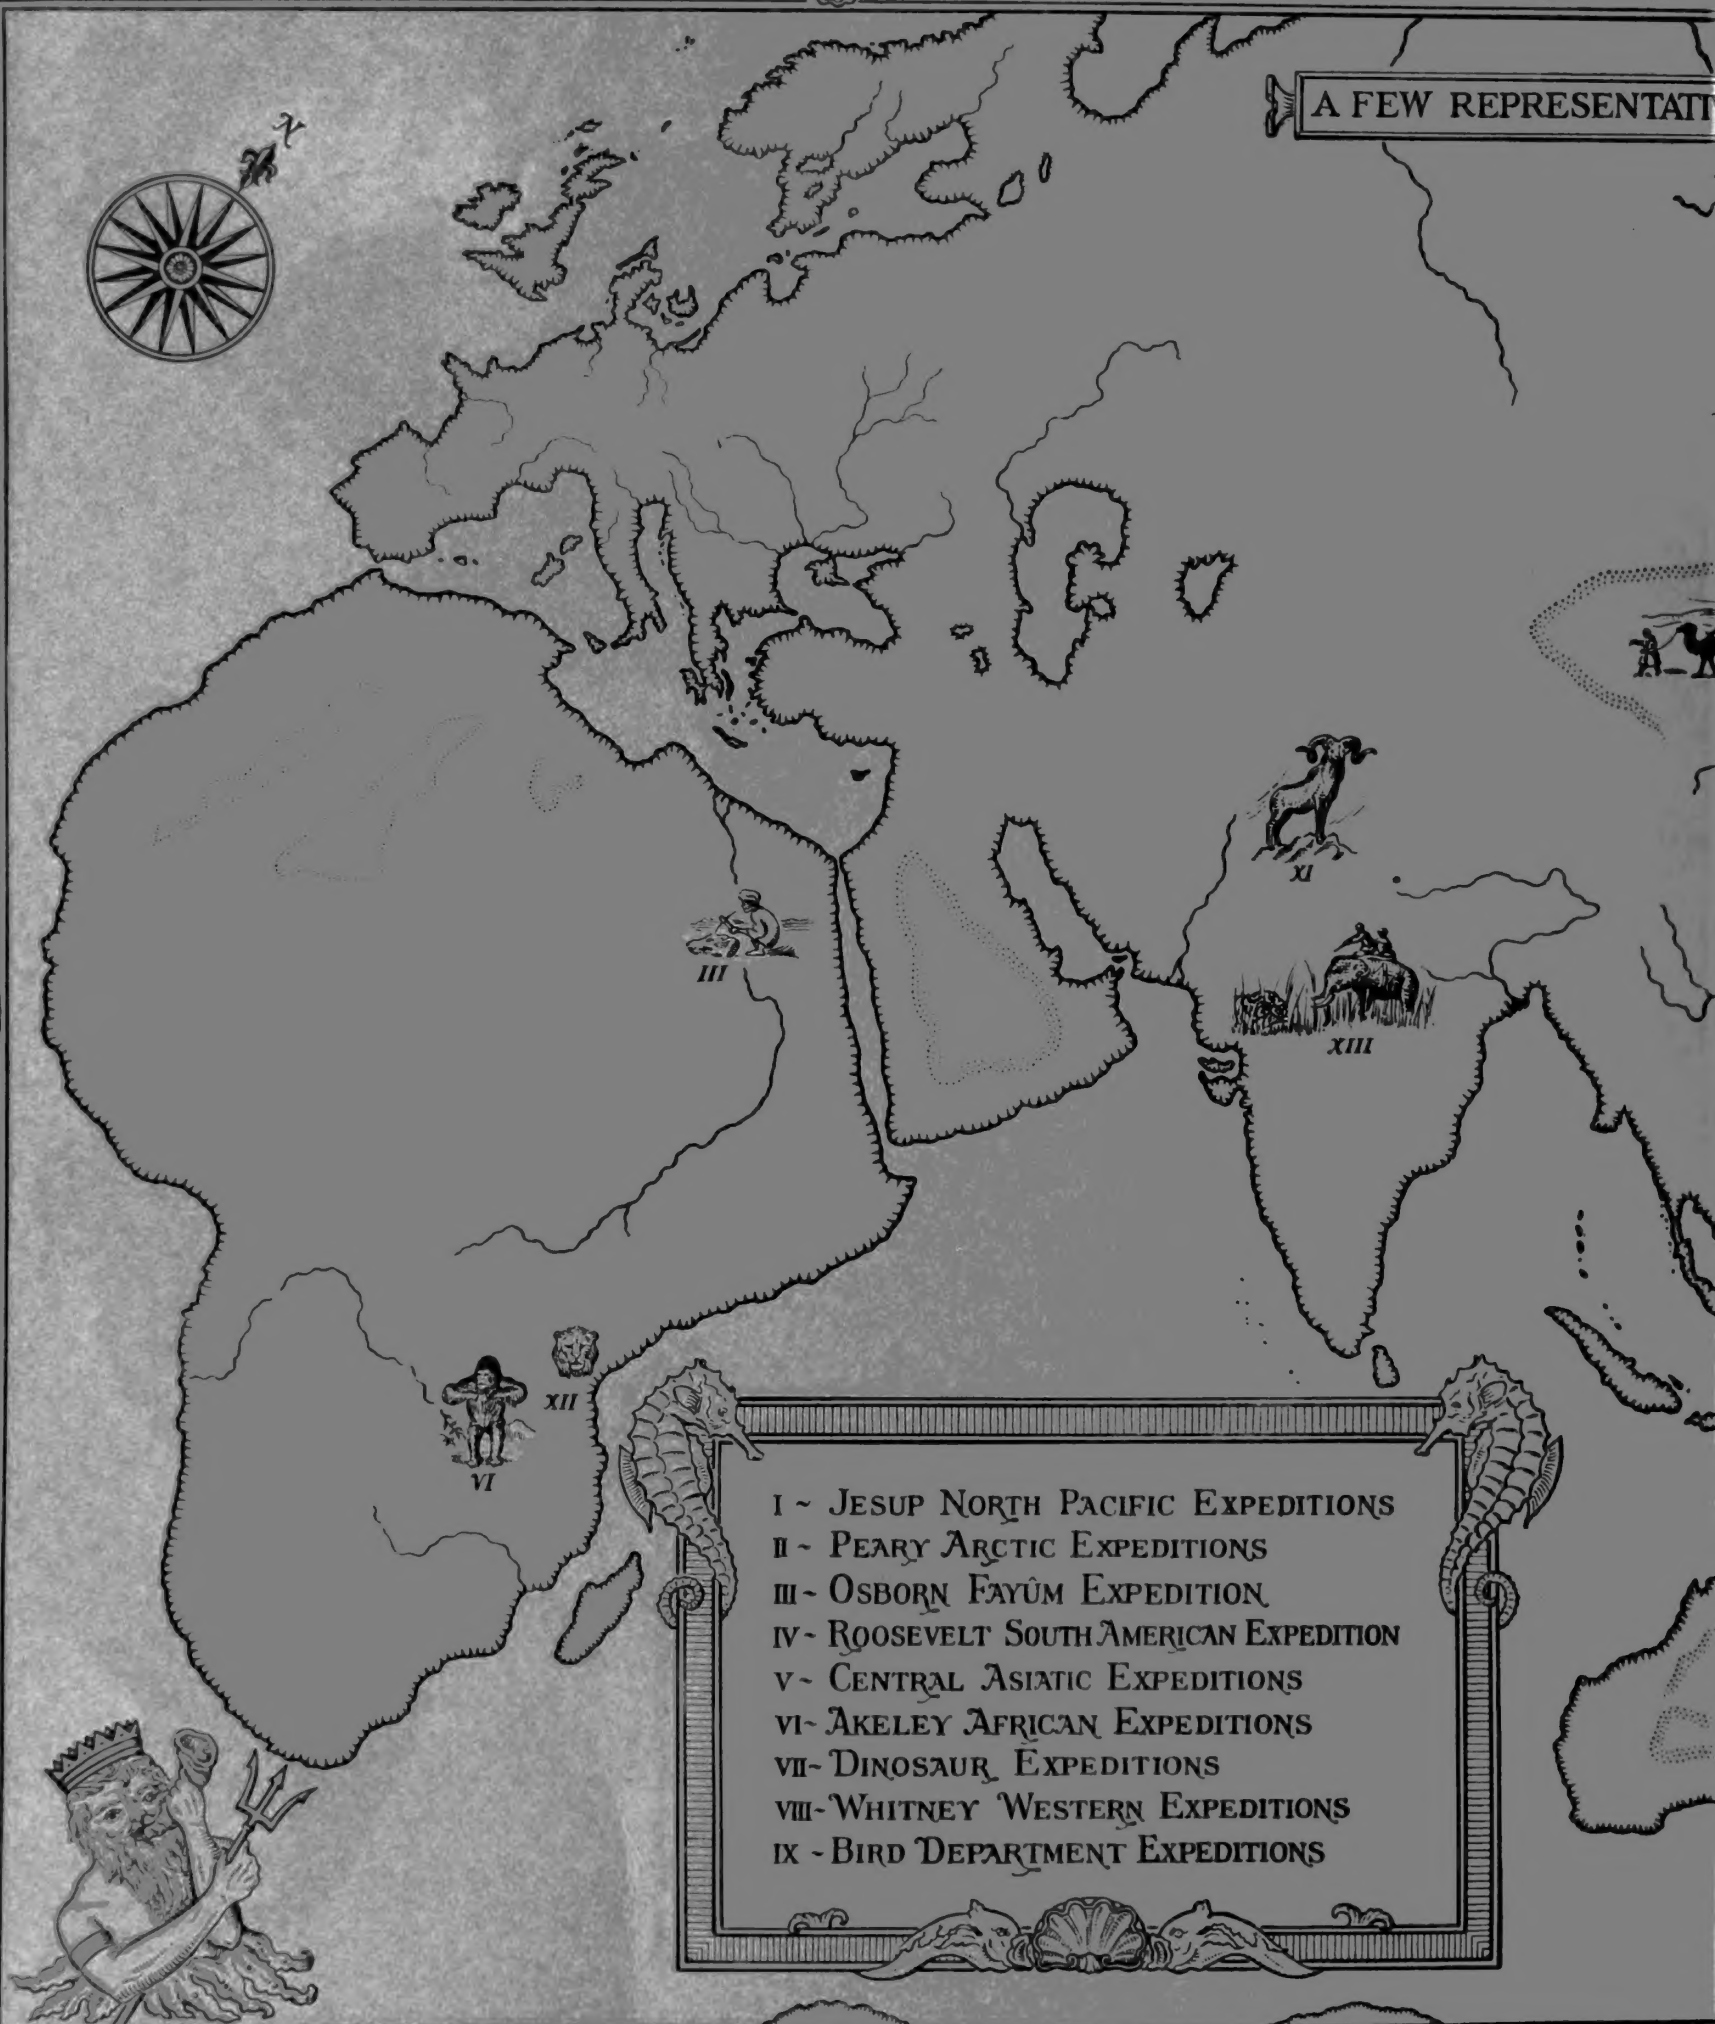 N
A FEW REPRESENTATI
XI
III
XIII
XII
VI
I ~ JESUP NORTH PACIFIC EXPEDITIONS
II ~ PEARY ARCTIC EXPEDITIONS
III ~ OSBORN FAYÛM EXPEDITION
IV ~ ROOSEVELT SOUTH AMERICAN EXPEDITION
V ~ CENTRAL ASIATIC EXPEDITIONS
VI ~ AKELEY AFRICAN EXPEDITIONS
VII ~ DINOSAUR EXPEDITIONS
VIII ~ WHITNEY WESTERN EXPEDITIONS
IX ~ BIRD DEPARTMENT EXPEDITIONS